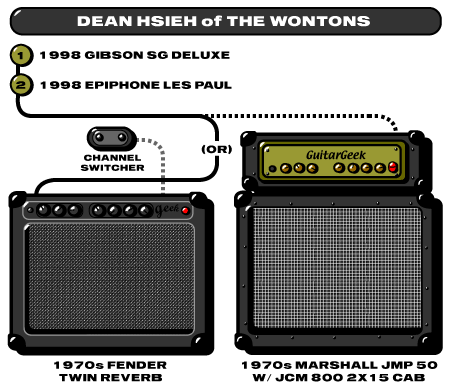 DEAN HSIEH of THE WONTONS
1 1998 GIBSON SG DELUXE
2 1998 EPIPHONE LES PAUL
CHANNEL
SWITCHER
(OR)
GuitarGeek
geek
1970s FENDER
TWIN REVERB
1970s MARSHALL JMP 50
W/ JCM 800 2X15 CAB